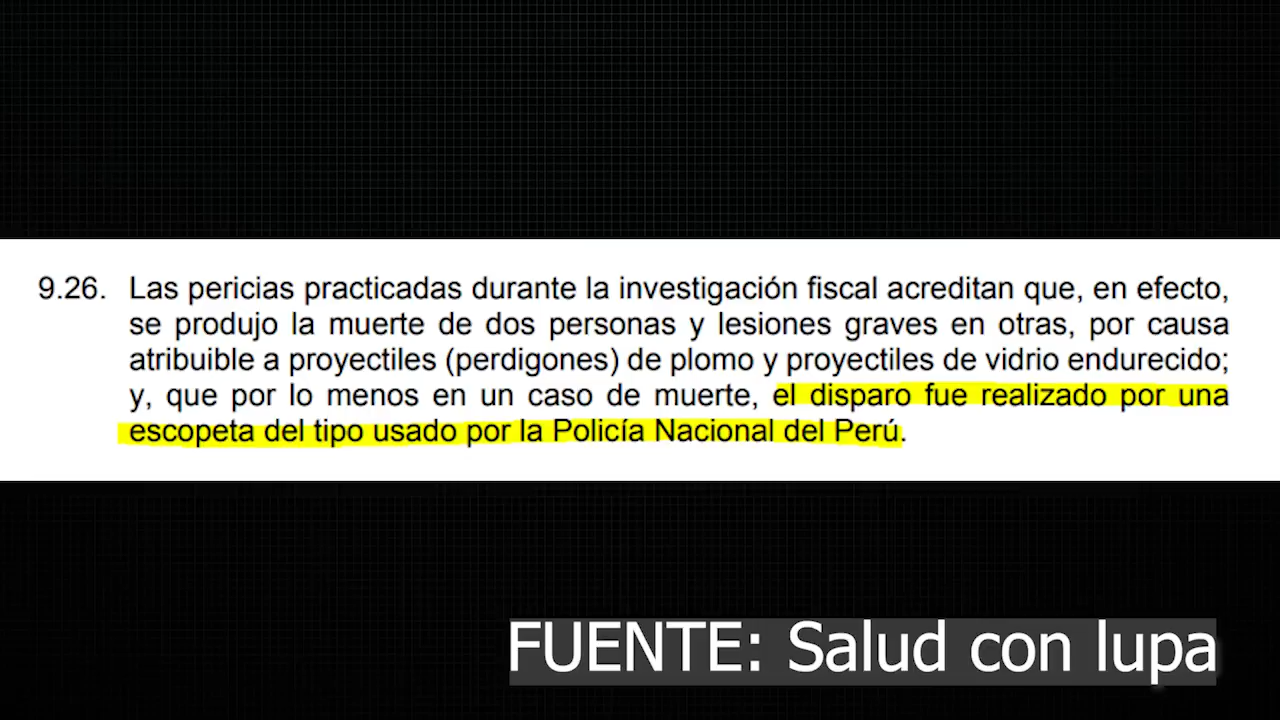 9.26. Las pericias practicadas durante la investigación fiscal acreditan que, en efecto,
se produjo la muerte de dos personas y lesiones graves en otras, por causa
atribuible a proyectiles (perdigones) de plomo y proyectiles de vidrio endurecido;
y, que por lo menos en un caso de muerte, el disparo fue realizado por una
escopeta del tipo usado por la Policía Nacional del Perú.
FUENTE: Salud con lupa